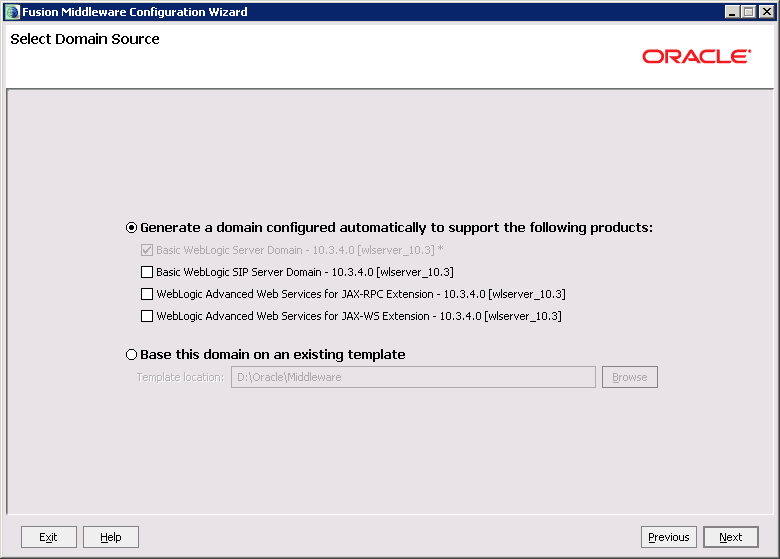 Fusion Middleware Configuration Wizard
Select Domain Source
ORACLE
Generate a domain configured automatically to support the following products:
Basic WebLogic Server Domain - 10.3.4.0 [wlserver_10.3] *
Basic WebLogic SIP Server Domain - 10.3.4.0 [wlserver_10.3]
WebLogic Advanced Web Services for JAX-RPC Extension - 10.3.4.0 [wlserver_10.3]
WebLogic Advanced Web Services for JAX-WS Extension - 10.3.4.0 [wlserver_10.3]
Base this domain on an existing template
Template location: D:\Oracle\Middleware Browse
Exit Help Previous Next